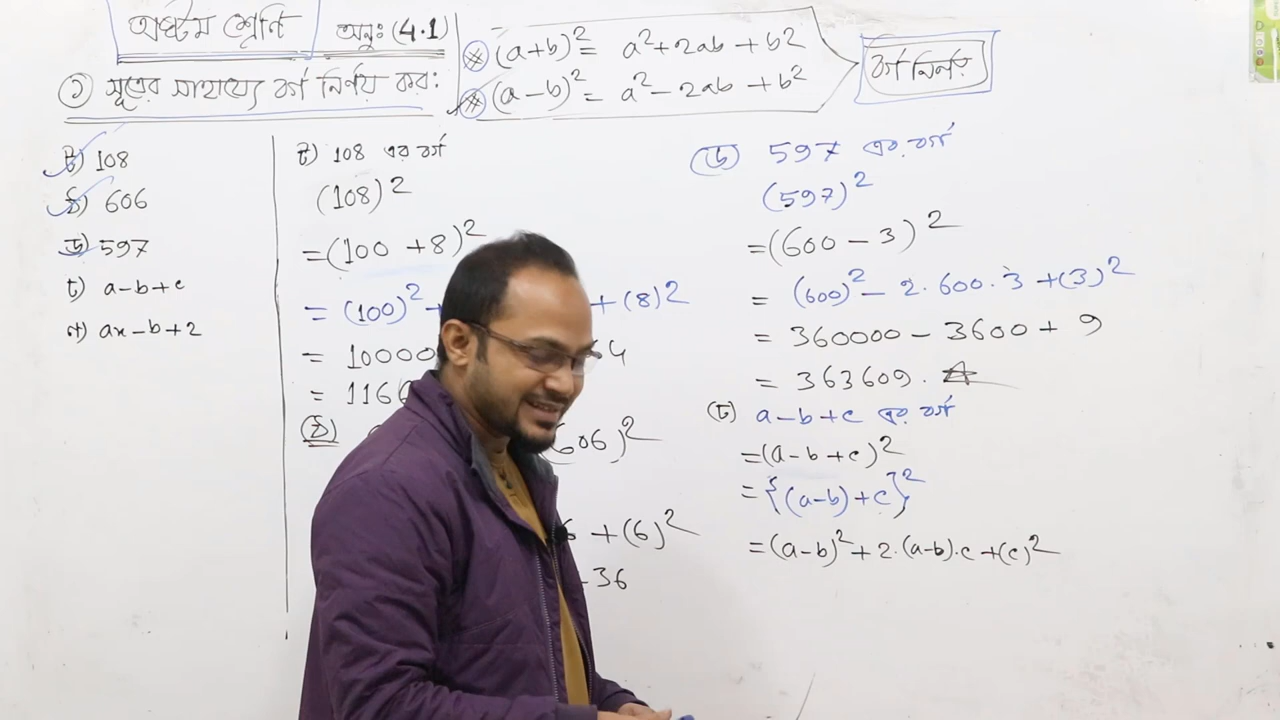 অষ্টম শ্রেণি অনুঃ (4.1)
১) সূত্রের সাহায্যে বর্গ নির্ণয় কর:
(a+b)² = a²+2ab+b2
(a-b)² = a²-2ab+b²
বর্গ নির্ণয়
ট) 108
ঠ) 606
ড) 597
ঢ) a-b+c
ণ) ax-b+2
ট) 108 এর বর্গ
(108)²
=(100+8)²
= (100)² + (8)2
= 10000 64
= 116
ঠ) (606)²
6 +(6)²
36
ড) 597 এর বর্গ
(597)²
=(600-3)²
= (600)² - 2.600.3 +(3)²
= 360000 - 3600 + 9
= 363609.
ঢ) a-b+c এর বর্গ
=(a-b+c)²
={(a-b)+c}²
=(a-b)²+2.(a-b).c+(c)²